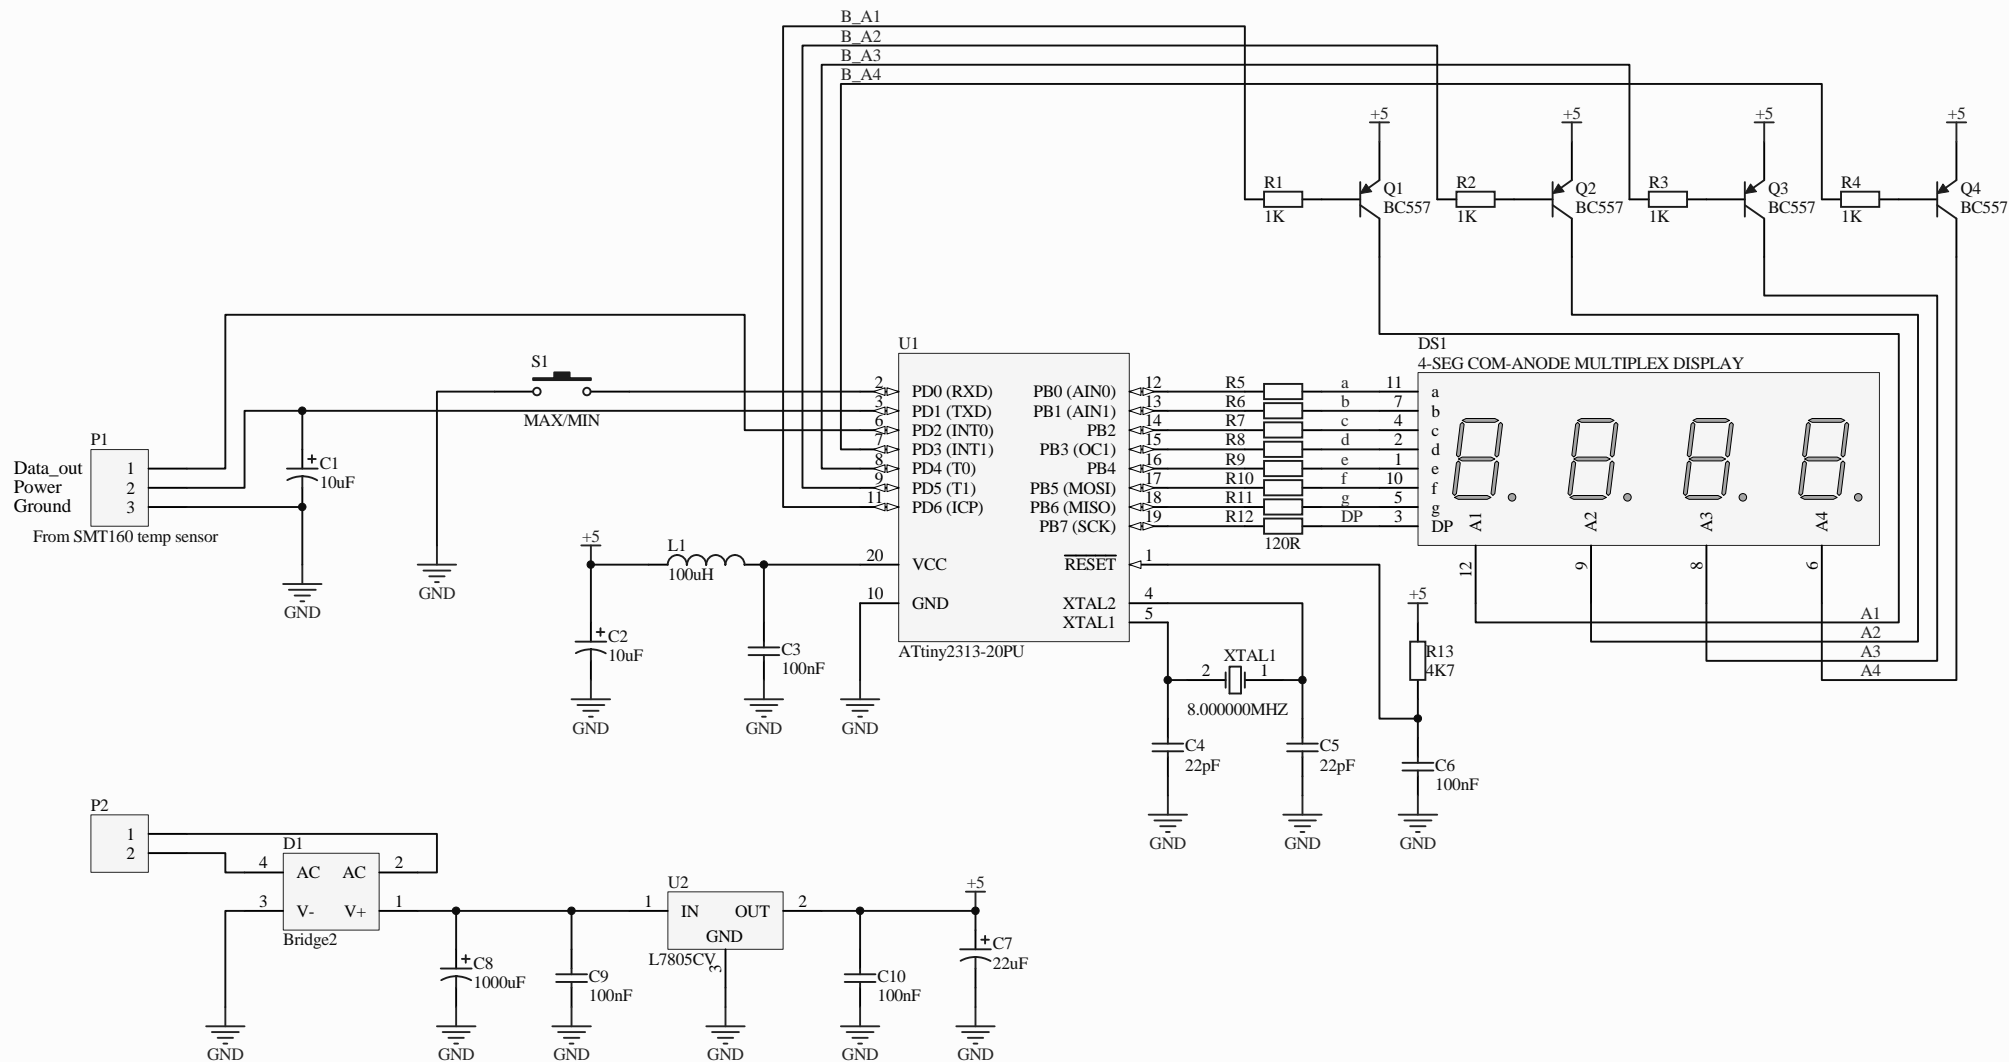 B_A1
B_A2
B_A3
B_A4
+5 +5 +5 +5
R1 1K Q1 BC557
R2 1K Q2 BC557
R3 1K Q3 BC557
R4 1K Q4 BC557
P1
Data_out 1
Power 2
Ground 3
From SMT160 temp sensor
+ C1
10uF
GND
S1
MAX/MIN
GND
U1
2 PD0 (RXD) PB0 (AIN0) 12
3 PD1 (TXD) PB1 (AIN1) 13
6 PD2 (INT0) PB2 14
7 PD3 (INT1) PB3 (OC1) 15
8 PD4 (T0) PB4 16
9 PD5 (T1) PB5 (MOSI) 17
11 PD6 (ICP) PB6 (MISO) 18
PB7 (SCK) 19
20 VCC RESET 1
10 GND XTAL2 4
XTAL1 5
ATtiny2313-20PU
R5 a 11 a
R6 b 7 b
R7 c 4 c
R8 d 2 d
R9 e 1 e
R10 f 10 f
R11 g 5 g
R12 DP 3 DP
120R
DS1
4-SEG COM-ANODE MULTIPLEX DISPLAY
A1 A2 A3 A4
12 9 8 6
A1
A2
A3
A4
+5
L1
100uH
+ C2
10uF
GND
C3
100nF
GND
GND
XTAL1
2 1
8.000000MHZ
C4
22pF
GND
C5
22pF
GND
+5
R13
4K7
C6
100nF
GND
P2
1
2
D1
4 AC AC 2
3 V- V+ 1
Bridge2
GND
+ C8
1000uF
GND
C9
100nF
GND
U2
1 IN OUT 2
GND
L7805CV
3
GND
C10
100nF
GND
+5
+ C7
22uF
GND